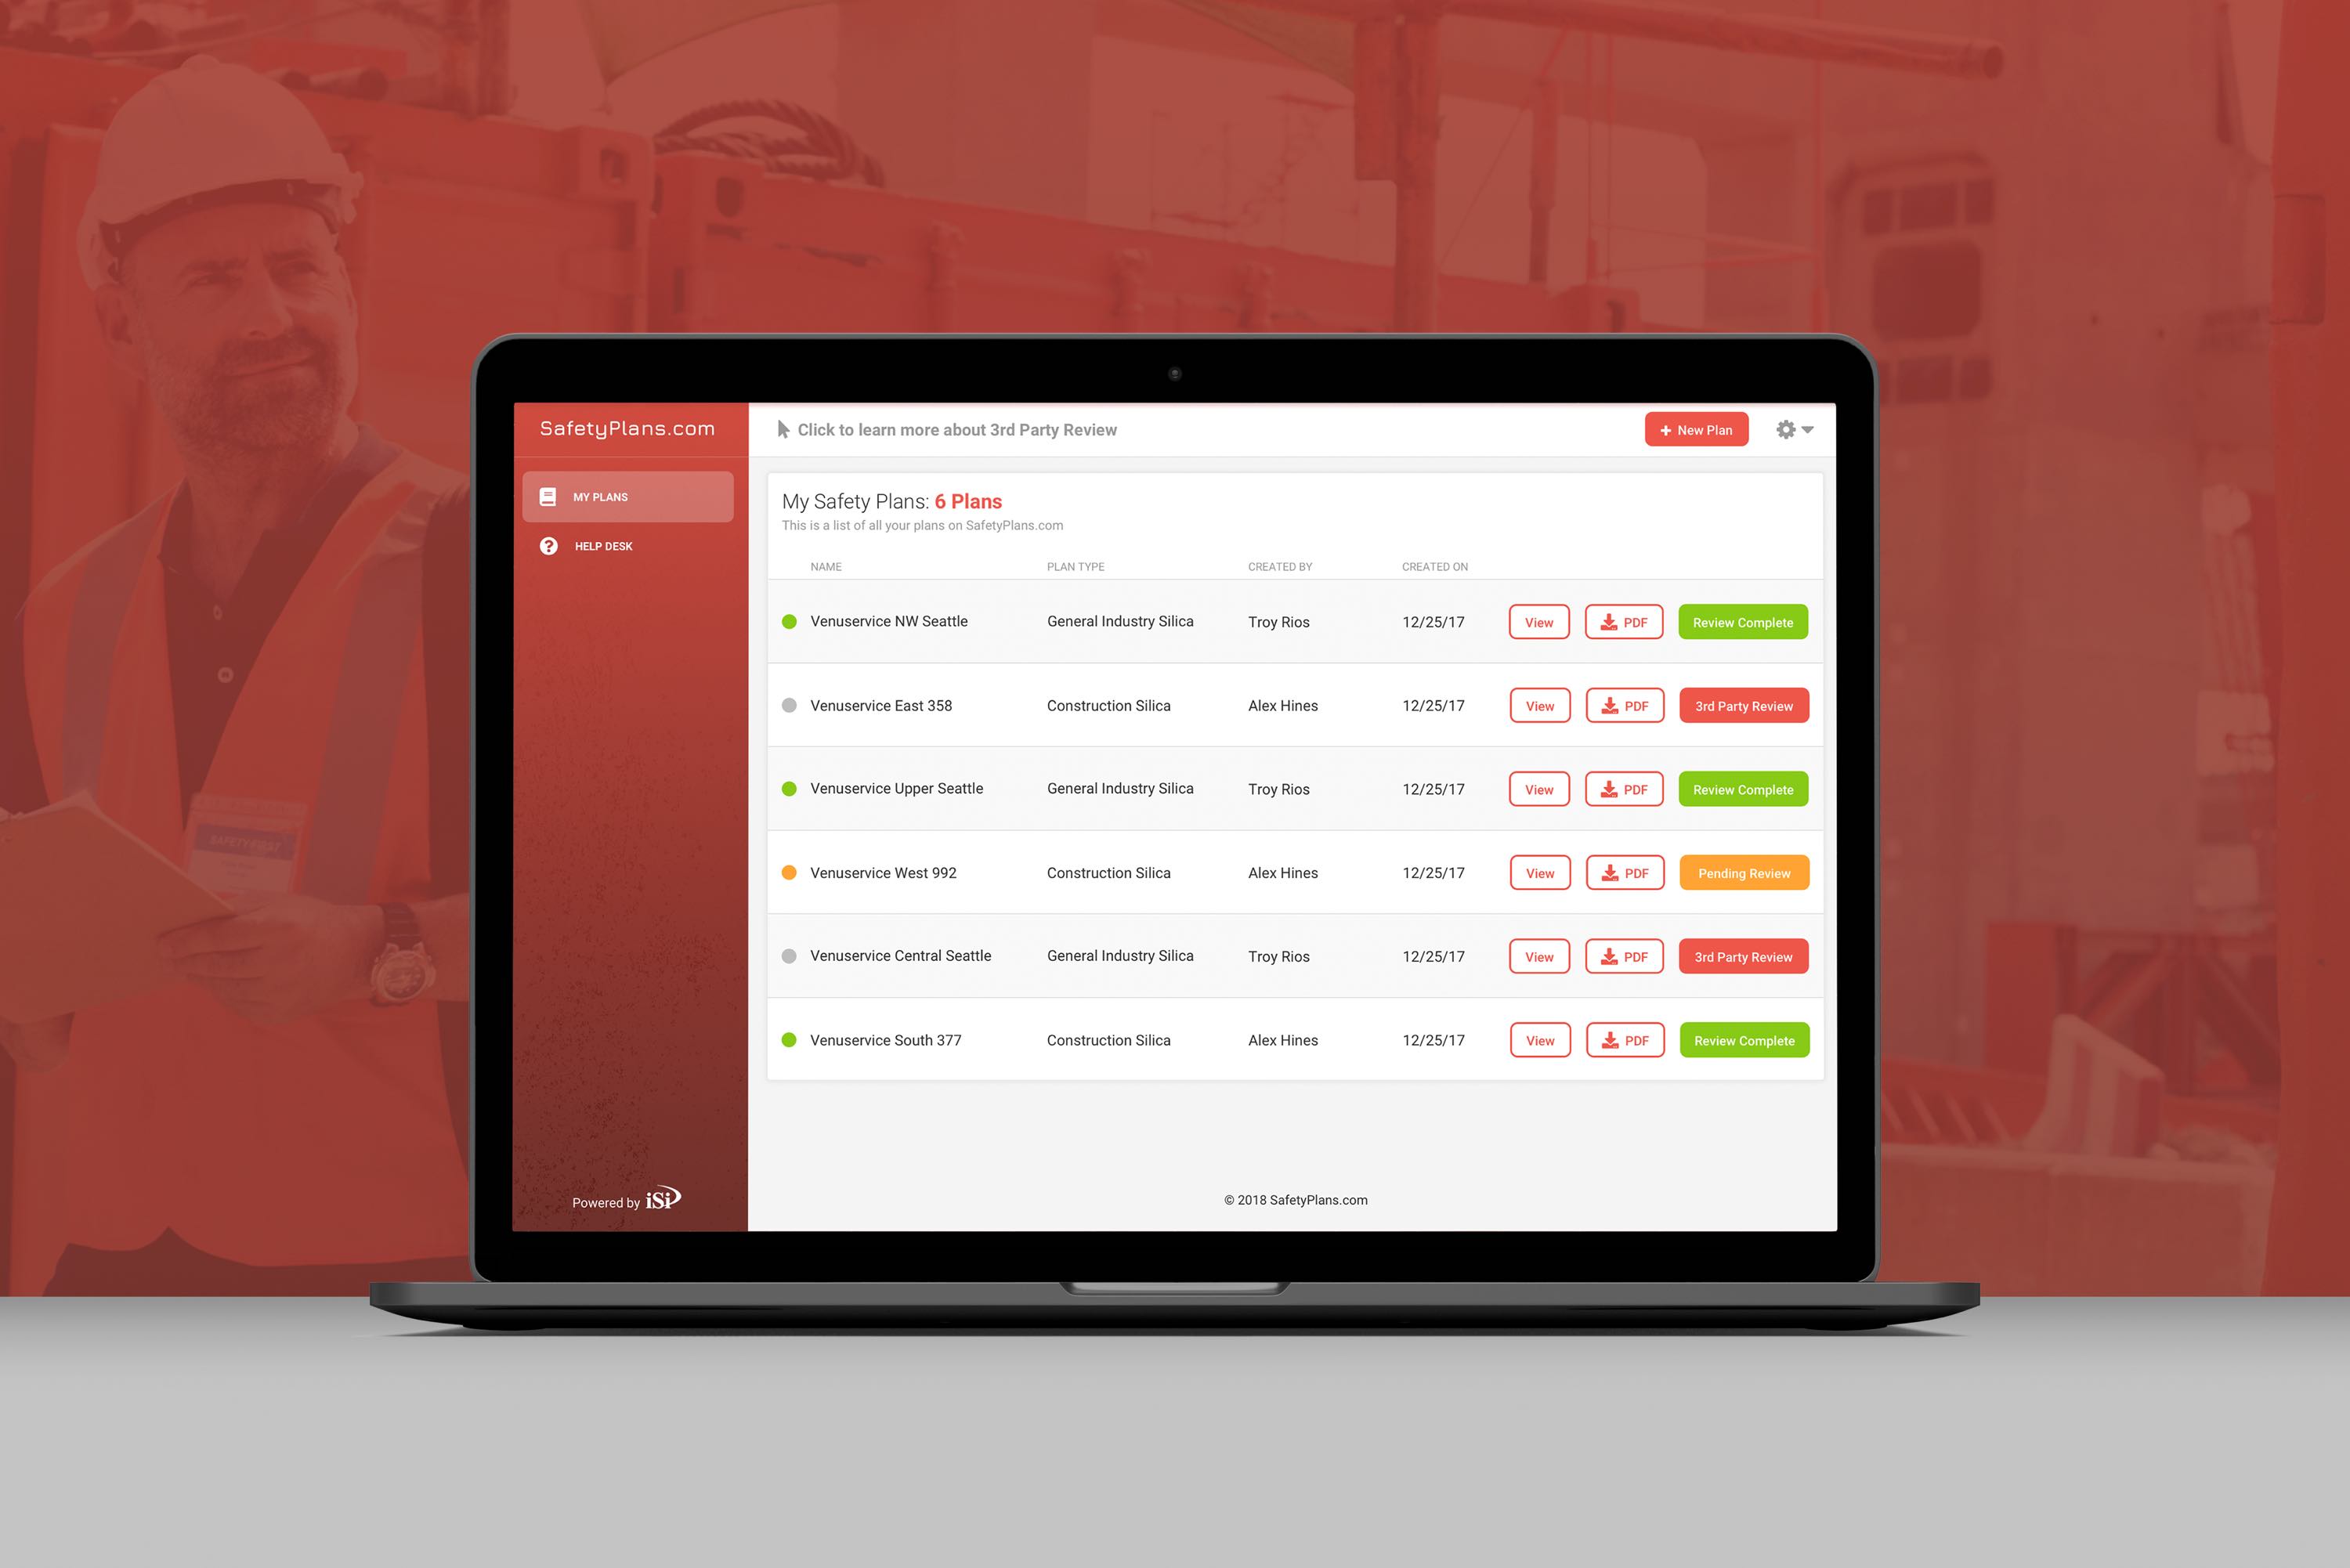 SafetyPlans.com
MY PLANS
HELP DESK
Powered by iSi
Click to learn more about 3rd Party Review
+ New Plan
My Safety Plans: 6 Plans
This is a list of all your plans on SafetyPlans.com
NAME PLAN TYPE CREATED BY CREATED ON
Venuservice NW Seattle General Industry Silica Troy Rios 12/25/17 View PDF Review Complete
Venuservice East 358 Construction Silica Alex Hines 12/25/17 View PDF 3rd Party Review
Venuservice Upper Seattle General Industry Silica Troy Rios 12/25/17 View PDF Review Complete
Venuservice West 992 Construction Silica Alex Hines 12/25/17 View PDF Pending Review
Venuservice Central Seattle General Industry Silica Troy Rios 12/25/17 View PDF 3rd Party Review
Venuservice South 377 Construction Silica Alex Hines 12/25/17 View PDF Review Complete
© 2018 SafetyPlans.com